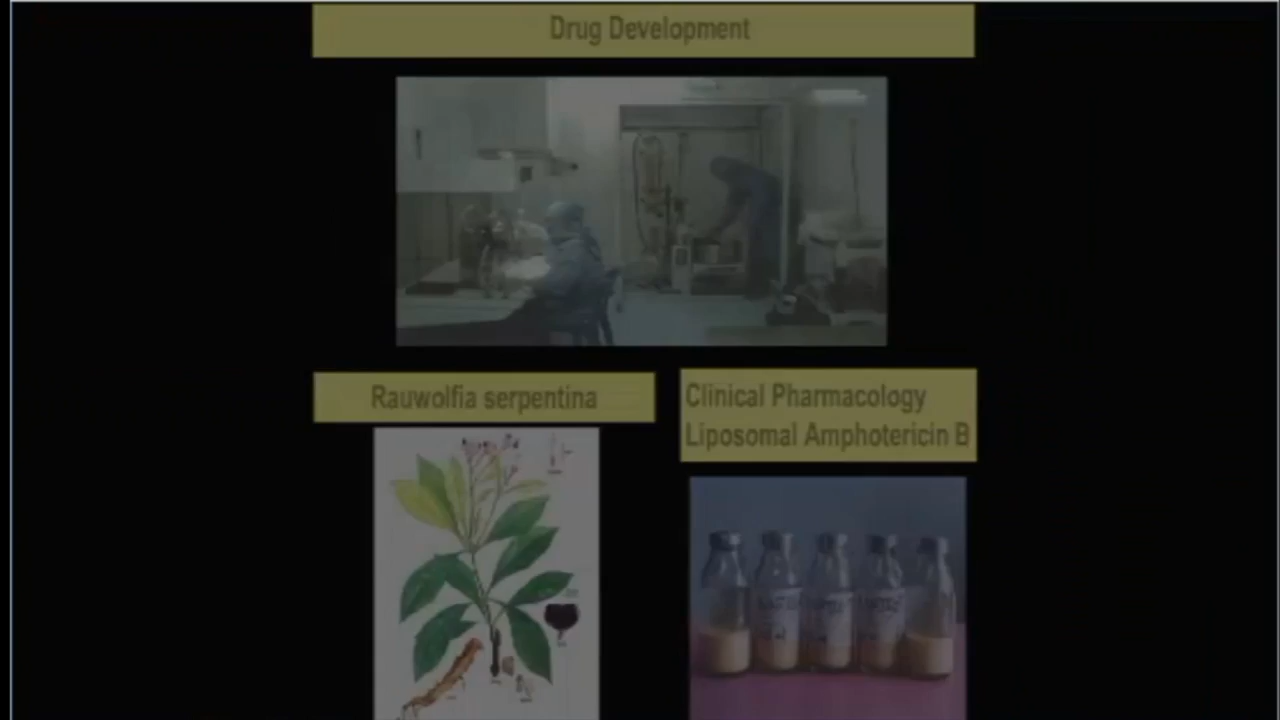 Drug Development
Rauwolfia serpentina
Clinical Pharmacology
Liposomal Amphotericin B